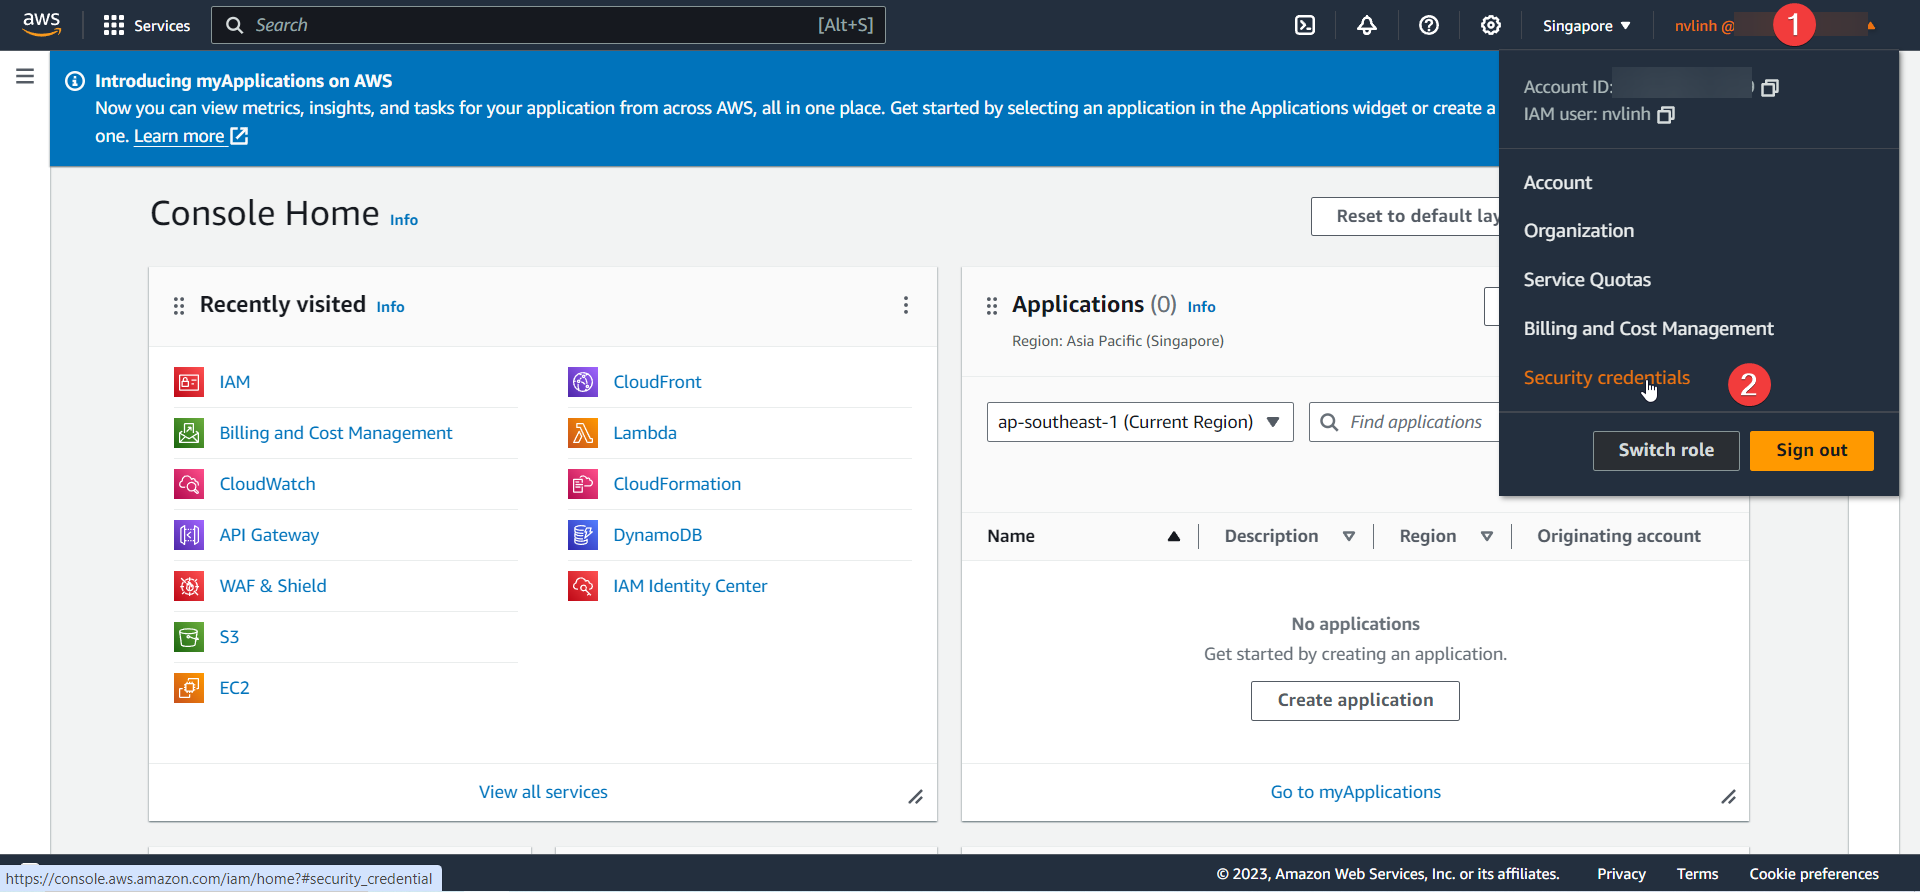 aws
Services
Search
[Alt+S]
Singapore
nvlinh @
1
Introducing myApplications on AWS
Now you can view metrics, insights, and tasks for your application from across AWS, all in one place. Get started by selecting an application in the Applications widget or create a
one. Learn more
Account ID:
IAM user: nvlinh
Account
Organization
Service Quotas
Billing and Cost Management
Security credentials
2
Switch role
Sign out
Console Home Info
Reset to default lay
Recently visited Info
IAM
Billing and Cost Management
CloudWatch
API Gateway
WAF & Shield
S3
EC2
CloudFront
Lambda
CloudFormation
DynamoDB
IAM Identity Center
View all services
Applications (0) Info
Region: Asia Pacific (Singapore)
ap-southeast-1 (Current Region)
Find applications
Name
Description
Region
Originating account
No applications
Get started by creating an application.
Create application
Go to myApplications
https://console.aws.amazon.com/iam/home?#security_credential
© 2023, Amazon Web Services, Inc. or its affiliates.
Privacy
Terms
Cookie preferences